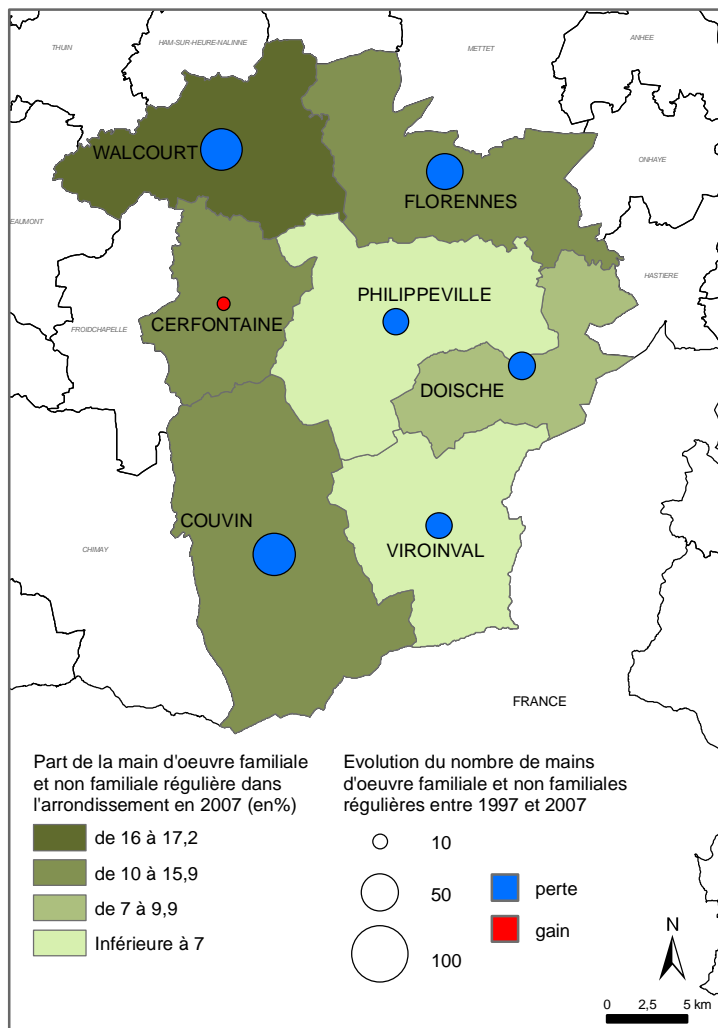 THUIN
HAM-SUR-HEURE-NALINNE
METTET
ANHEE
WALCOURT
ONHAYE
FLORENNES
EAUMONT
HASTIERE
PHILIPPEVILLE
FROIDCHAPELLE
CERFONTAINE
DOISCHE
COUVIN
CHIMAY
VIROINVAL
FRANCE
Part de la main d'oeuvre familiale
et non familiale régulière dans
l'arrondissement en 2007 (en%)
de 16 à 17,2
de 10 à 15,9
de 7 à 9,9
Inférieure à 7
Evolution du nombre de mains
d'oeuvre familiale et non familiales
régulières entre 1997 et 2007
10
50
100
perte
gain
N
0 2,5 5 km